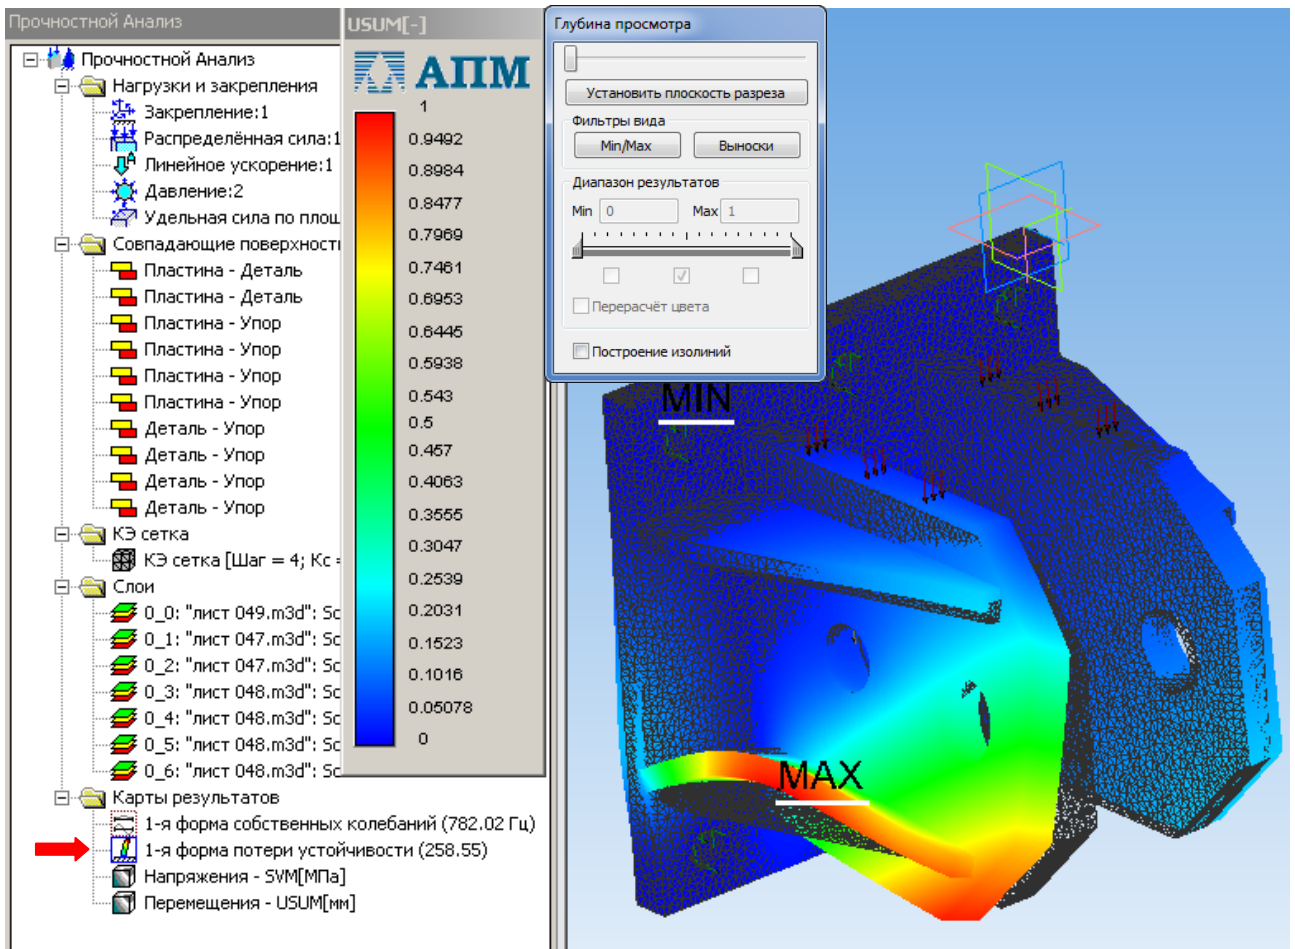 Прочностной Анализ
Прочностной Анализ
Нагрузки и закрепления
Закрепление:1
Распределённая сила:1
Линейное ускорение:1
Давление:2
Удельная сила по площ
Совпадающие поверхности
Пластина - Деталь
Пластина - Деталь
Пластина - Упор
Пластина - Упор
Пластина - Упор
Пластина - Упор
Деталь - Упор
Деталь - Упор
Деталь - Упор
Деталь - Упор
КЭ сетка
КЭ сетка [Шаг = 4; Кс =
Слои
0_0: "лист 049.m3d": Sc
0_1: "лист 047.m3d": Sc
0_2: "лист 047.m3d": Sc
0_3: "лист 048.m3d": Sc
0_4: "лист 048.m3d": Sc
0_5: "лист 048.m3d": Sc
0_6: "лист 048.m3d": Sc
Карты результатов
1-я форма собственных колебаний (782.02 Гц)
1-я форма потери устойчивости (258.55)
Напряжения - SVM[МПа]
Перемещения - USUM[мм]
USUM[-]
АПМ
1
0.9492
0.8984
0.8477
0.7969
0.7461
0.6953
0.6445
0.5938
0.543
0.5
0.457
0.4063
0.3555
0.3047
0.2539
0.2031
0.1523
0.1016
0.05078
0
Глубина просмотра
Установить плоскость разреза
Фильтры вида
Min/Max Выноски
Диапазон результатов
Min 0 Max 1
Перерасчёт цвета
Построение изолиний
MIN
MAX